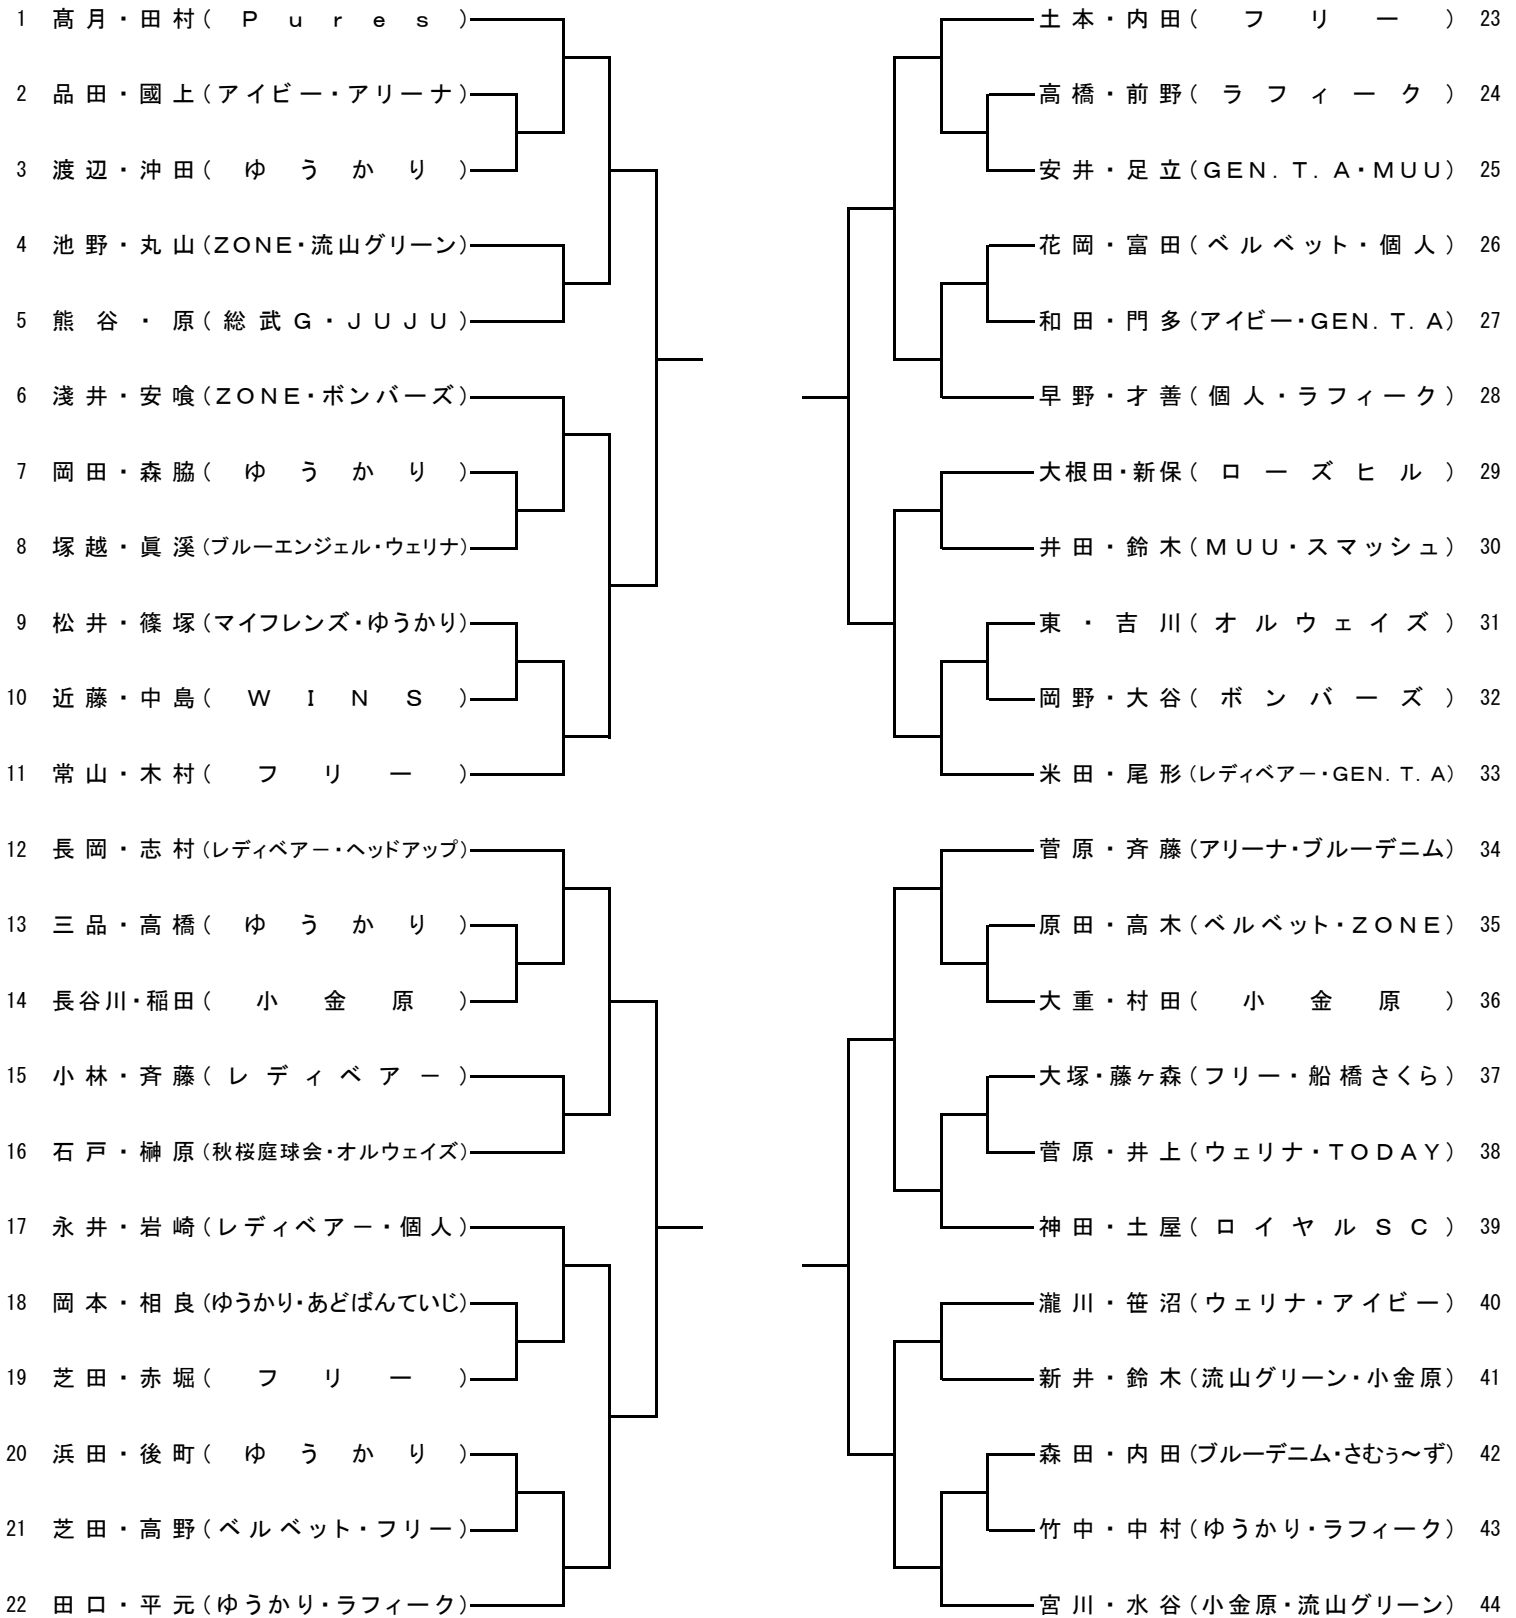 1 髙月・田村(Pures)
2 品田・國上(アイビー・アリーナ)
3 渡辺・沖田(ゆうかり)
4 池野・丸山(ZONE・流山グリーン)
5 熊谷・原(総武G・JUJU)
6 淺井・安喰(ZONE・ボンバーズ)
7 岡田・森脇(ゆうかり)
8 塚越・眞溪(ブルーエンジェル・ウェリナ)
9 松井・篠塚(マイフレンズ・ゆうかり)
10 近藤・中島(WINS)
11 常山・木村(フリー)
12 長岡・志村(レディベアー・ヘッドアップ)
13 三品・高橋(ゆうかり)
14 長谷川・稲田(小金原)
15 小林・斉藤(レディベアー)
16 石戸・榊原(秋桜庭球会・オルウェイズ)
17 永井・岩崎(レディベアー・個人)
18 岡本・相良(ゆうかり・あどばんていじ)
19 芝田・赤堀(フリー)
20 浜田・後町(ゆうかり)
21 芝田・高野(ベルベット・フリー)
22 田口・平元(ゆうかり・ラフィーク)
土本・内田(フリー) 23
高橋・前野(ラフィーク) 24
安井・足立(GEN.T.A・MUU) 25
花岡・富田(ベルベット・個人) 26
和田・門多(アイビー・GEN.T.A) 27
早野・才善(個人・ラフィーク) 28
大根田・新保(ローズヒル) 29
井田・鈴木(MUU・スマッシュ) 30
東・吉川(オルウェイズ) 31
岡野・大谷(ボンバーズ) 32
米田・尾形(レディベアー・GEN.T.A) 33
菅原・斉藤(アリーナ・ブルーデニム) 34
原田・高木(ベルベット・ZONE) 35
大重・村田(小金原) 36
大塚・藤ヶ森(フリー・船橋さくら) 37
菅原・井上(ウェリナ・TODAY) 38
神田・土屋(ロイヤルSC) 39
瀧川・笹沼(ウェリナ・アイビー) 40
新井・鈴木(流山グリーン・小金原) 41
森田・内田(ブルーデニム・さむぅ～ず) 42
竹中・中村(ゆうかり・ラフィーク) 43
宮川・水谷(小金原・流山グリーン) 44